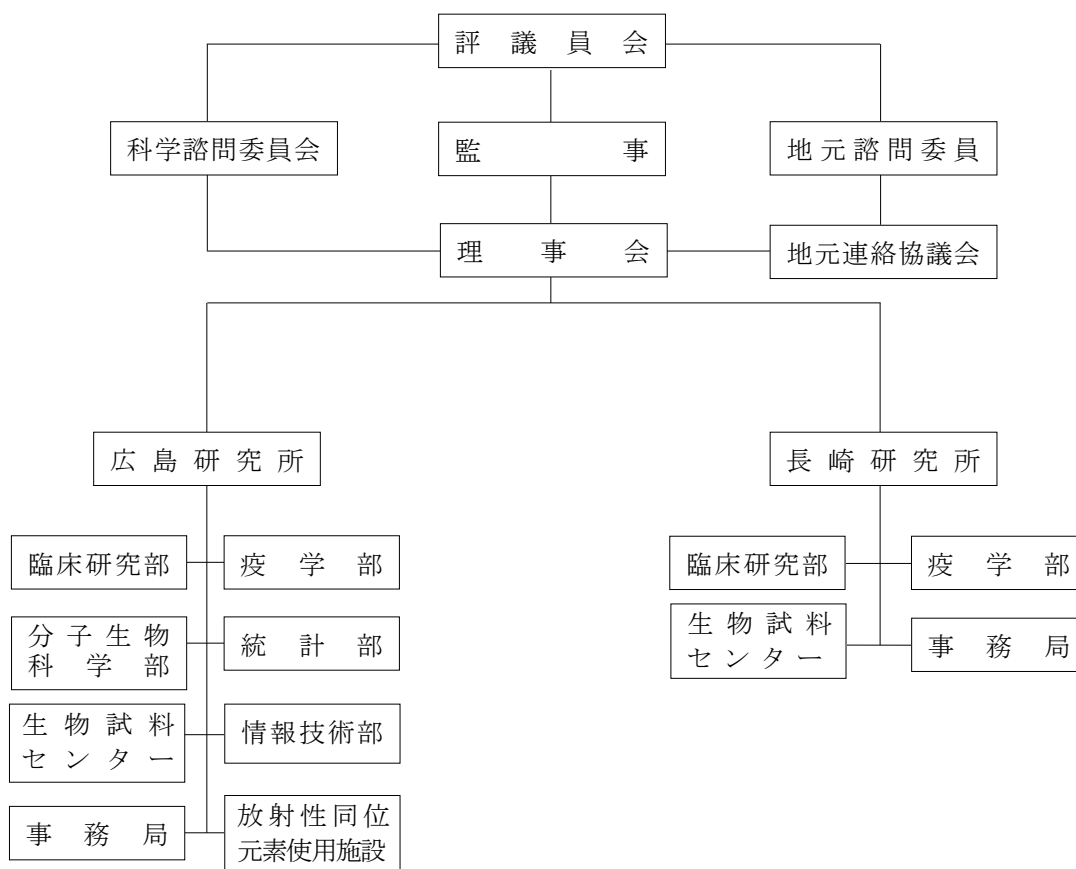 評議員会
科学諮問委員会
監事
地元諮問委員
理事会
地元連絡協議会
広島研究所
長崎研究所
臨床研究部
疫学部
分子生物
科学部
統計部
生物試料
センター
情報技術部
事務局
放射性同位
元素使用施設
臨床研究部
疫学部
生物試料
センター
事務局